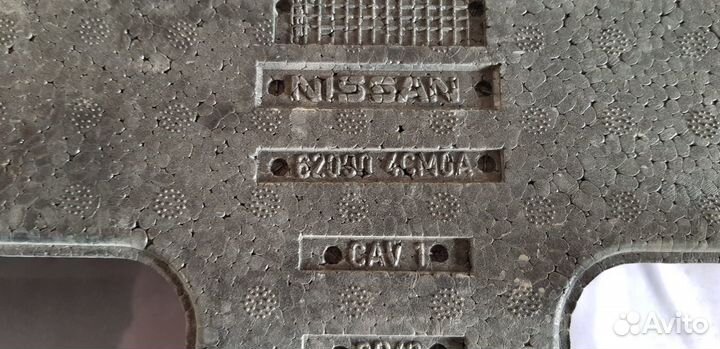 NISSAN
62090 4CM0A
CAV 1
Avito